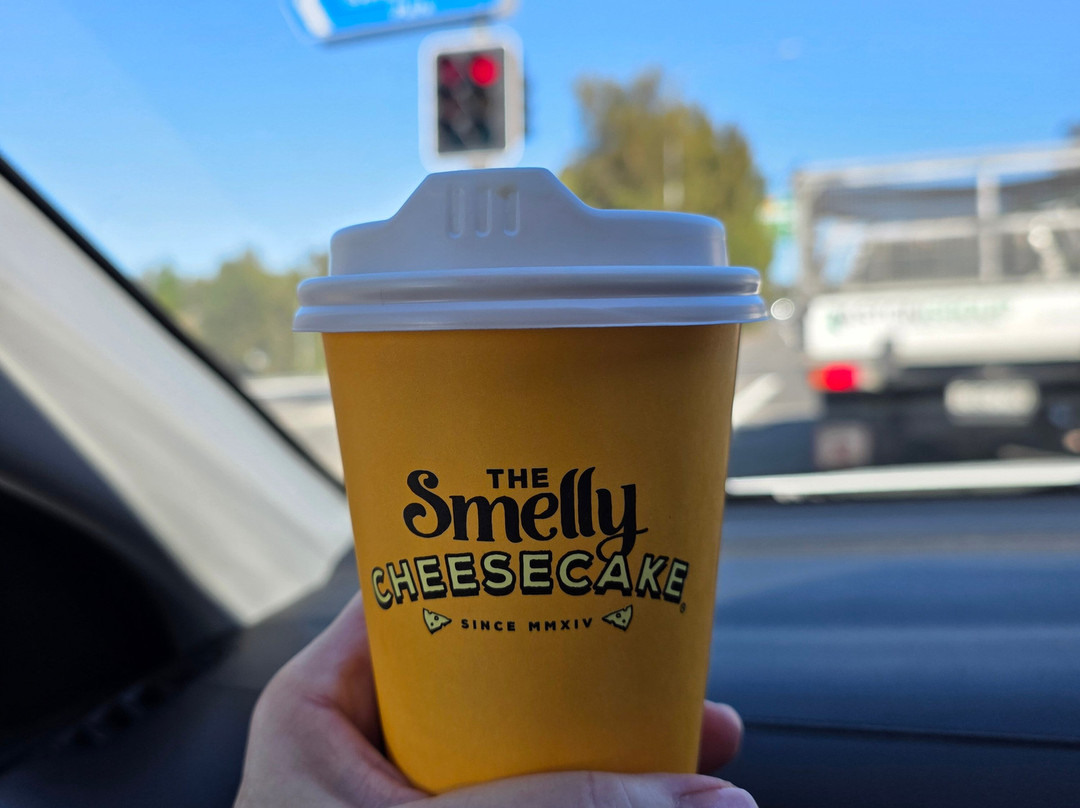 THE
Smelly
CHEESECAKE®
SINCE MMXIV